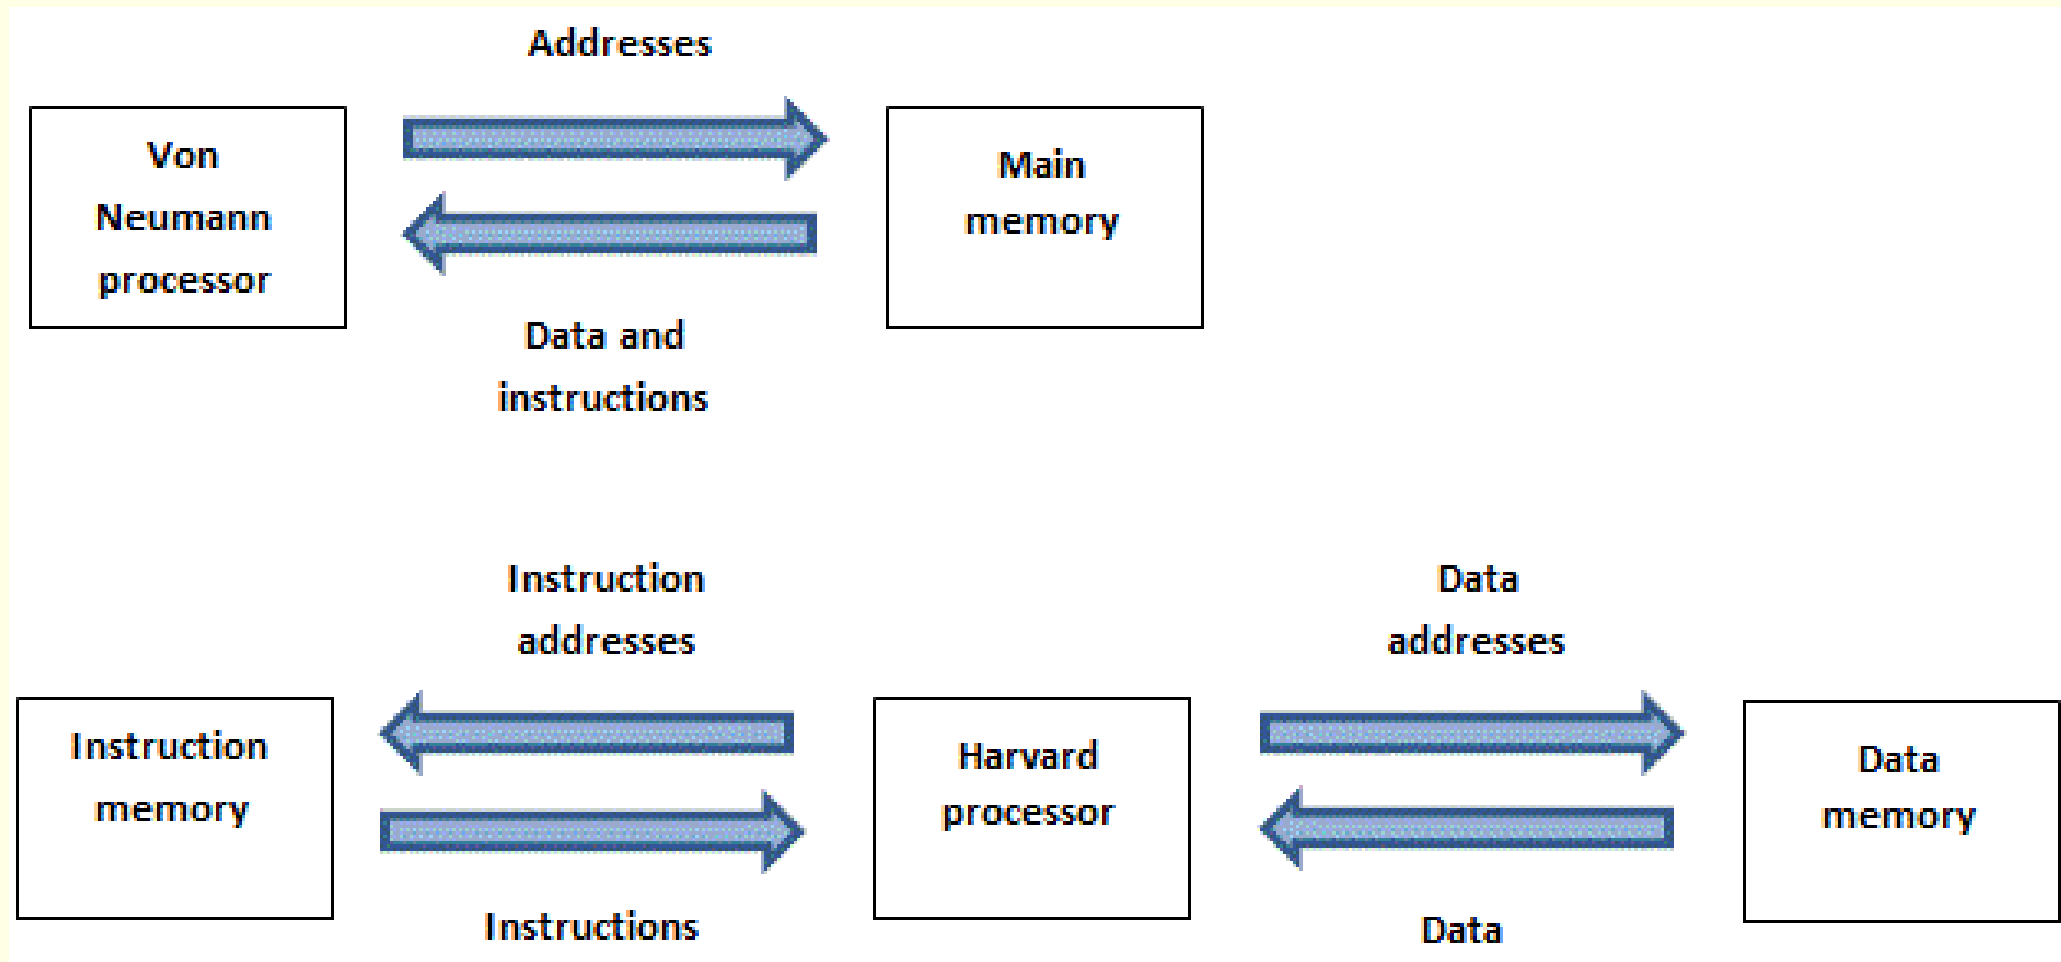 Addresses
Von
Neumann
processor
Main
memory
Data and
instructions
Instruction
addresses
Data
addresses
Instruction
memory
Harvard
processor
Data
memory
Instructions
Data